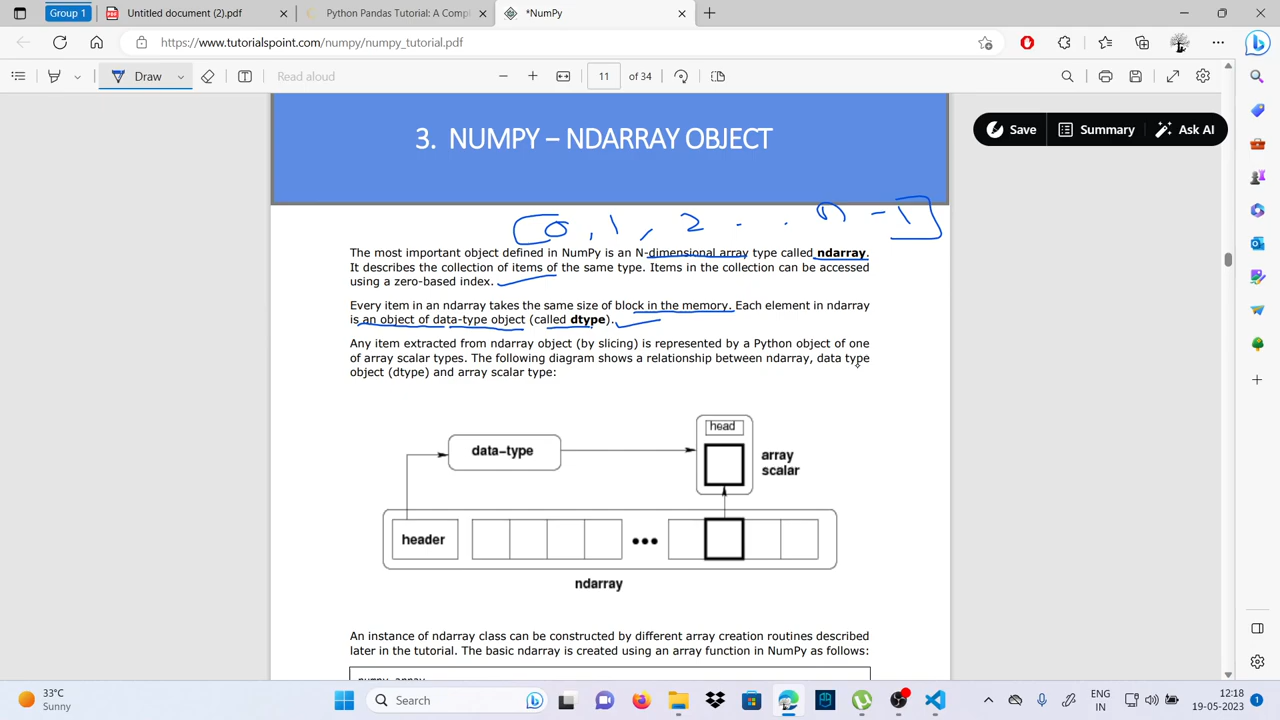 Group 1
Untitled document (2).pdf
Python Pandas Tutorial: A Comple
*NumPy
https://www.tutorialspoint.com/numpy/numpy_tutorial.pdf
Draw
Read aloud
11 of 34
3. NUMPY – NDARRAY OBJECT
Save
Summary
Ask AI
[0, 1, 2 . . n - 1]
The most important object defined in NumPy is an N-dimensional array type called ndarray.
It describes the collection of items of the same type. Items in the collection can be accessed
using a zero-based index.
Every item in an ndarray takes the same size of block in the memory. Each element in ndarray
is an object of data-type object (called dtype).
Any item extracted from ndarray object (by slicing) is represented by a Python object of one
of array scalar types. The following diagram shows a relationship between ndarray, data type
object (dtype) and array scalar type:
head
data-type
array
scalar
header
ndarray
An instance of ndarray class can be constructed by different array creation routines described
later in the tutorial. The basic ndarray is created using an array function in NumPy as follows:
numpy.array
33°C
Sunny
Search
ENG
IN
12:18
19-05-2023
1